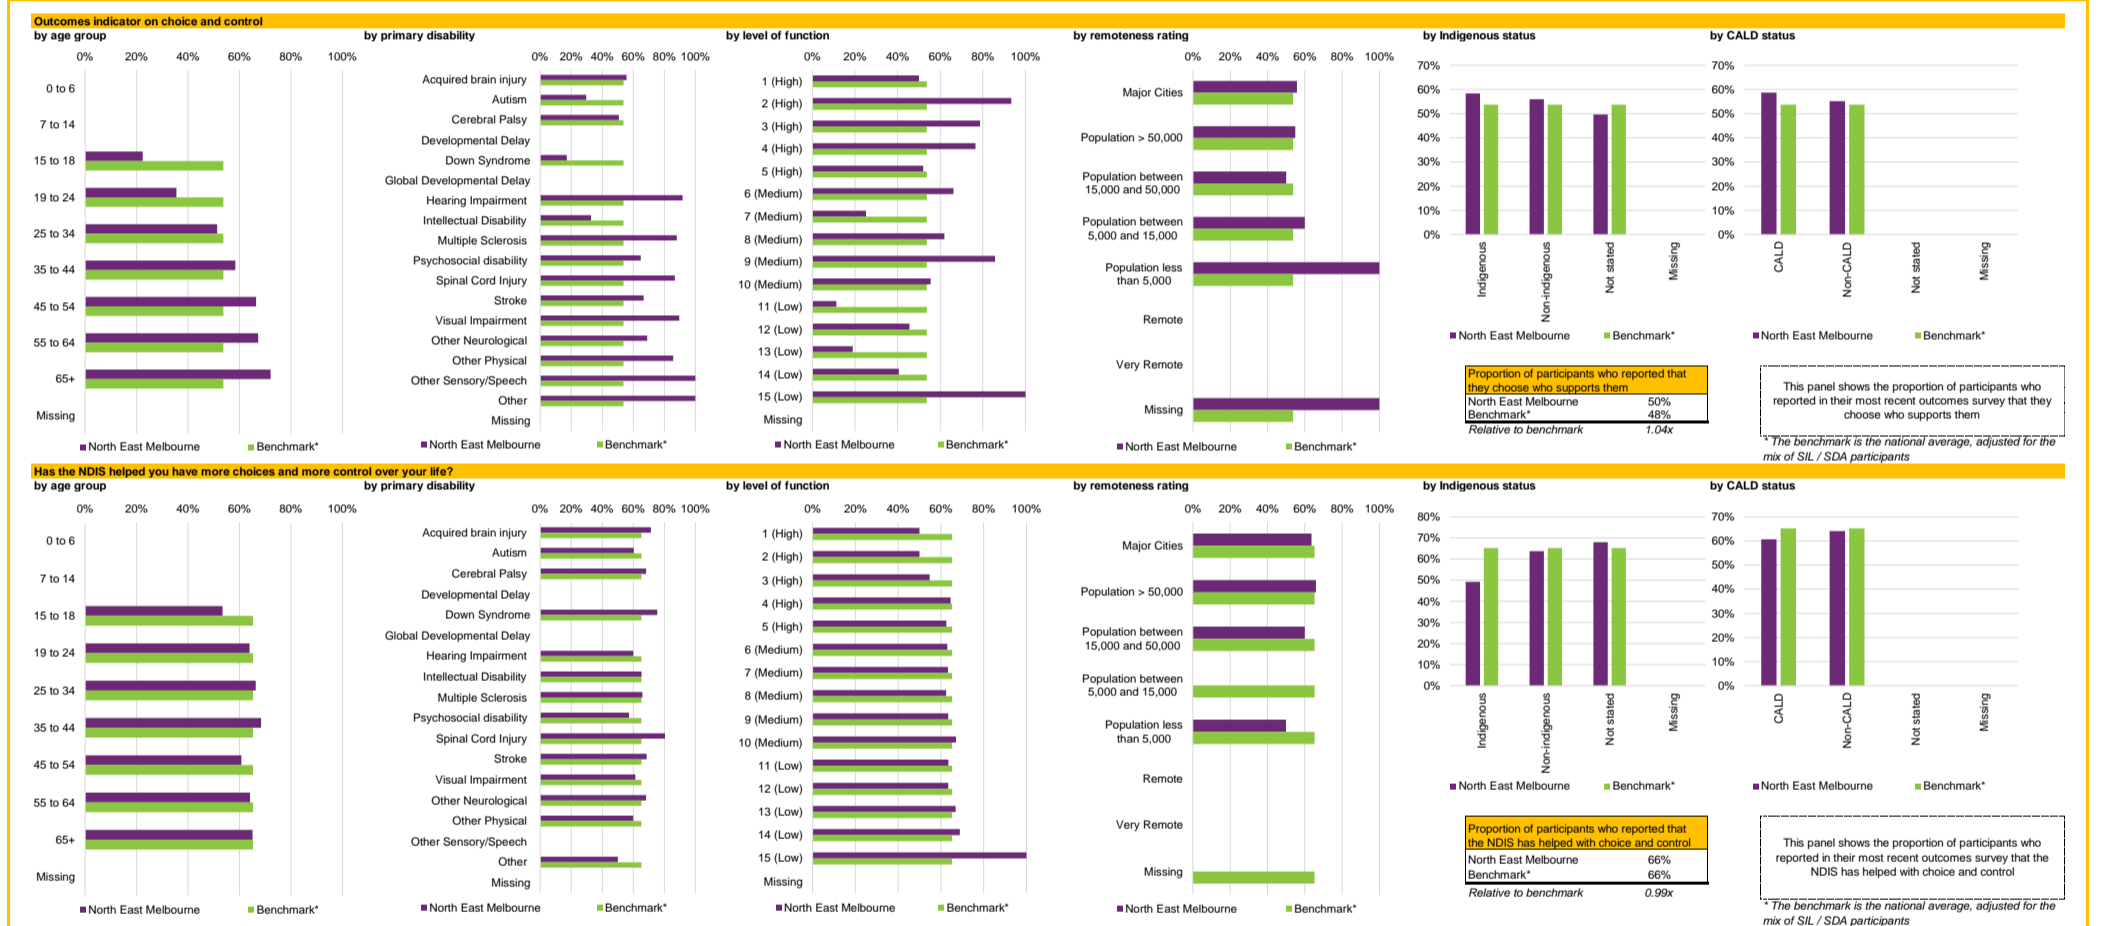 Outcomes indicator on choice and control
by age group
0% 20% 40% 60% 80% 100%
0 to 6
7 to 14
15 to 18
19 to 24
25 to 34
35 to 44
45 to 54
55 to 64
65+
Missing
North East Melbourne Benchmark*
by primary disability
0% 20% 40% 60% 80% 100%
Acquired brain injury
Autism
Cerebral Palsy
Developmental Delay
Down Syndrome
Global Developmental Delay
Hearing Impairment
Intellectual Disability
Multiple Sclerosis
Psychosocial disability
Spinal Cord Injury
Stroke
Visual Impairment
Other Neurological
Other Physical
Other Sensory/Speech
Other
Missing
North East Melbourne Benchmark*
by level of function
0% 20% 40% 60% 80% 100%
1 (High)
2 (High)
3 (High)
4 (High)
5 (High)
6 (Medium)
7 (Medium)
8 (Medium)
9 (Medium)
10 (Medium)
11 (Low)
12 (Low)
13 (Low)
14 (Low)
15 (Low)
Missing
North East Melbourne Benchmark*
by remoteness rating
0% 20% 40% 60% 80% 100%
Major Cities
Population > 50,000
Population between
15,000 and 50,000
Population between
5,000 and 15,000
Population less
than 5,000
Remote
Very Remote
Missing
North East Melbourne Benchmark*
by Indigenous status
70%
60%
50%
40%
30%
20%
10%
0%
Indigenous
Non-indigenous
Not stated
Missing
North East Melbourne Benchmark*
by CALD status
70%
60%
50%
40%
30%
20%
10%
0%
CALD
Non-CALD
Not stated
Missing
North East Melbourne Benchmark*
Proportion of participants who reported that
they choose who supports them
North East Melbourne 50%
Benchmark* 48%
Relative to benchmark 1.04x
This panel shows the proportion of participants who
reported in their most recent outcomes survey that they
choose who supports them
* The benchmark is the national average, adjusted for the
mix of SIL / SDA participants
Has the NDIS helped you have more choices and more control over your life?
by age group
0% 20% 40% 60% 80% 100%
0 to 6
7 to 14
15 to 18
19 to 24
25 to 34
35 to 44
45 to 54
55 to 64
65+
Missing
North East Melbourne Benchmark*
by primary disability
0% 20% 40% 60% 80% 100%
Acquired brain injury
Autism
Cerebral Palsy
Developmental Delay
Down Syndrome
Global Developmental Delay
Hearing Impairment
Intellectual Disability
Multiple Sclerosis
Psychosocial disability
Spinal Cord Injury
Stroke
Visual Impairment
Other Neurological
Other Physical
Other Sensory/Speech
Other
Missing
North East Melbourne Benchmark*
by level of function
0% 20% 40% 60% 80% 100%
1 (High)
2 (High)
3 (High)
4 (High)
5 (High)
6 (Medium)
7 (Medium)
8 (Medium)
9 (Medium)
10 (Medium)
11 (Low)
12 (Low)
13 (Low)
14 (Low)
15 (Low)
Missing
North East Melbourne Benchmark*
by remoteness rating
0% 20% 40% 60% 80% 100%
Major Cities
Population > 50,000
Population between
15,000 and 50,000
Population between
5,000 and 15,000
Population less
than 5,000
Remote
Very Remote
Missing
North East Melbourne Benchmark*
by Indigenous status
80%
70%
60%
50%
40%
30%
20%
10%
0%
Indigenous
Non-indigenous
Not stated
Missing
North East Melbourne Benchmark*
by CALD status
70%
60%
50%
40%
30%
20%
10%
0%
CALD
Non-CALD
Not stated
Missing
North East Melbourne Benchmark*
Proportion of participants who reported that
the NDIS has helped with choice and control
North East Melbourne 66%
Benchmark* 66%
Relative to benchmark 0.99x
This panel shows the proportion of participants who
reported in their most recent outcomes survey that the
NDIS has helped with choice and control
* The benchmark is the national average, adjusted for the
mix of SIL / SDA participants